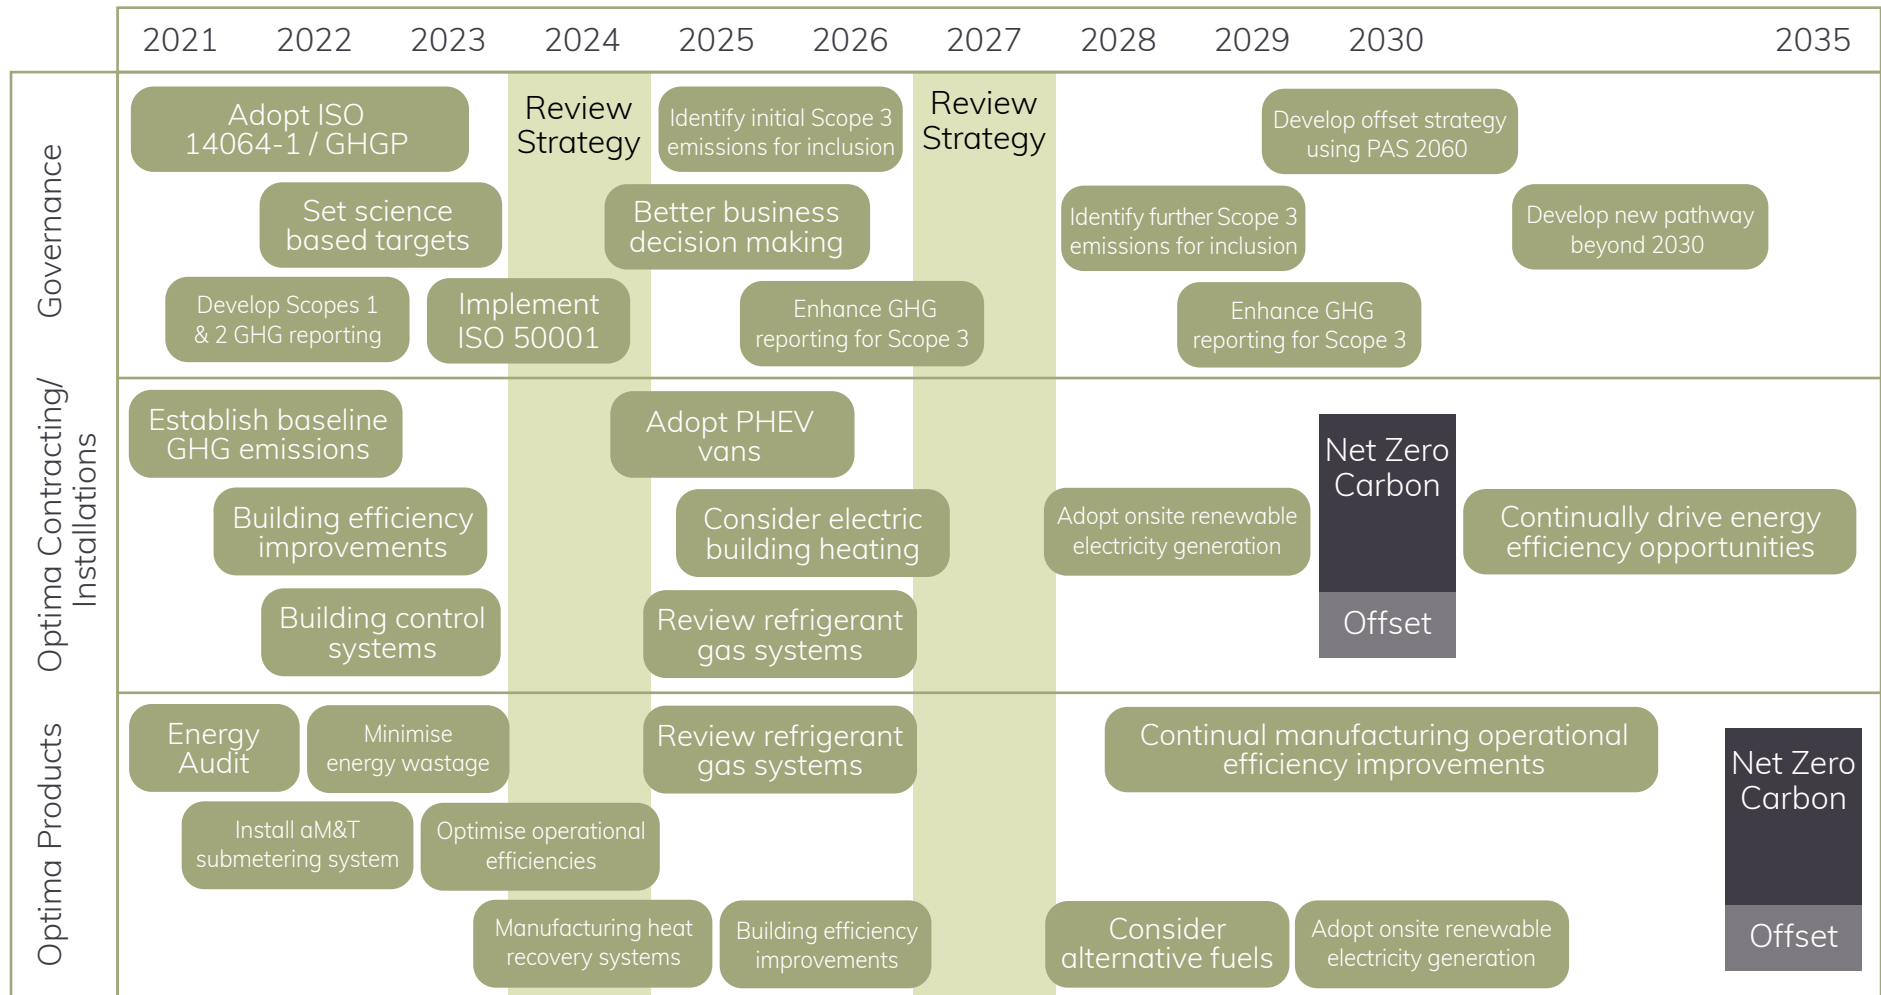 2021 2022 2023 2024 2025 2026 2027 2028 2029 2030 2035
Governance
Adopt ISO
14064-1 / GHGP
Review
Strategy
Identify initial Scope 3
emissions for inclusion
Review
Strategy
Develop offset strategy
using PAS 2060
Set science
based targets
Better business
decision making
Identify further Scope 3
emissions for inclusion
Develop new pathway
beyond 2030
Develop Scopes 1
& 2 GHG reporting
Implement
ISO 50001
Enhance GHG
reporting for Scope 3
Enhance GHG
reporting for Scope 3
Optima Contracting/
Installations
Establish baseline
GHG emissions
Adopt PHEV
vans
Net Zero
Carbon
Building efficiency
improvements
Consider electric
building heating
Adopt onsite renewable
electricity generation
Continually drive energy
efficiency opportunities
Building control
systems
Review refrigerant
gas systems
Offset
Optima Products
Energy
Audit
Minimise
energy wastage
Review refrigerant
gas systems
Continual manufacturing operational
efficiency improvements
Net Zero
Carbon
Install aM&T
submetering system
Optimise operational
efficiencies
Manufacturing heat
recovery systems
Building efficiency
improvements
Consider
alternative fuels
Adopt onsite renewable
electricity generation
Offset